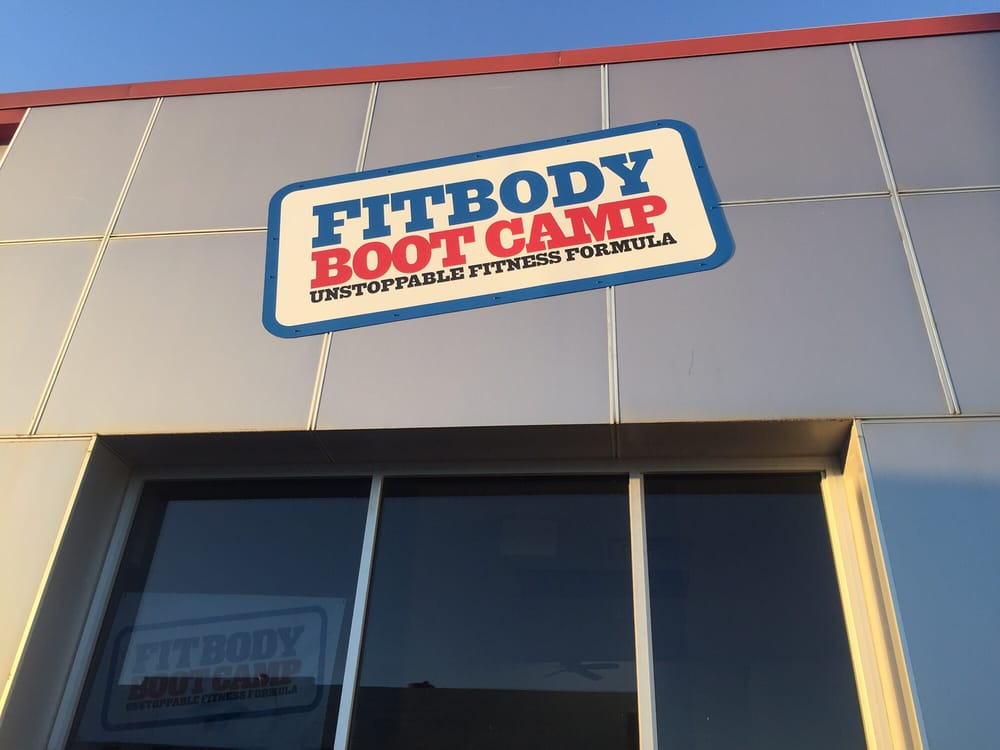 FITBODY
BOOT CAMP
UNSTOPPABLE FITNESS FORMULA
FITBODY
BOOT CAMP
UNSTOPPABLE FITNESS FORMULA